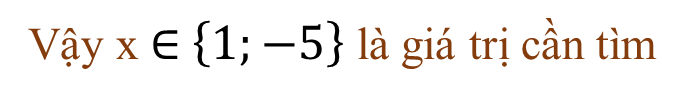 Vậy x ∈ {1; −5} là giá trị cần tìm